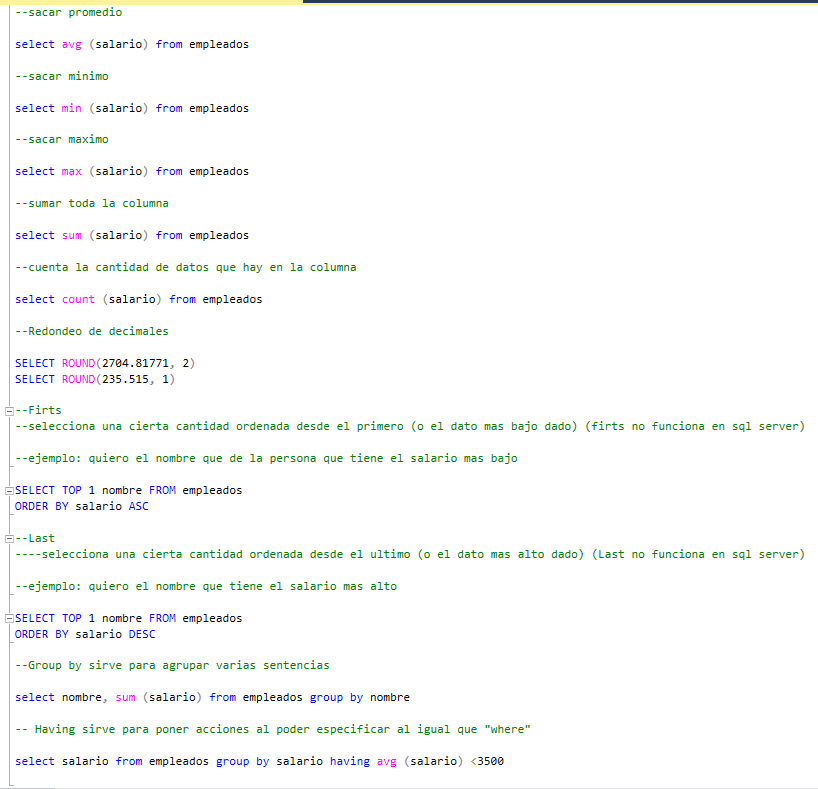 --sacar promedio
select avg (salario) from empleados
--sacar minimo
select min (salario) from empleados
--sacar maximo
select max (salario) from empleados
--sumar toda la columna
select sum (salario) from empleados
--cuenta la cantidad de datos que hay en la columna
select count (salario) from empleados
--Redondeo de decimales
SELECT ROUND(2704.81771, 2)
SELECT ROUND(235.515, 1)
--Firts
--selecciona una cierta cantidad ordenada desde el primero (o el dato mas bajo dado) (firts no funciona en sql server)
--ejemplo: quiero el nombre que de la persona que tiene el salario mas bajo
SELECT TOP 1 nombre FROM empleados
ORDER BY salario ASC
--Last
----selecciona una cierta cantidad ordenada desde el ultimo (o el dato mas alto dado) (Last no funciona en sql server)
--ejemplo: quiero el nombre que tiene el salario mas alto
SELECT TOP 1 nombre FROM empleados
ORDER BY salario DESC
--Group by sirve para agrupar varias sentencias
select nombre, sum (salario) from empleados group by nombre
-- Having sirve para poner acciones al poder especificar al igual que "where"
select salario from empleados group by salario having avg (salario) <3500